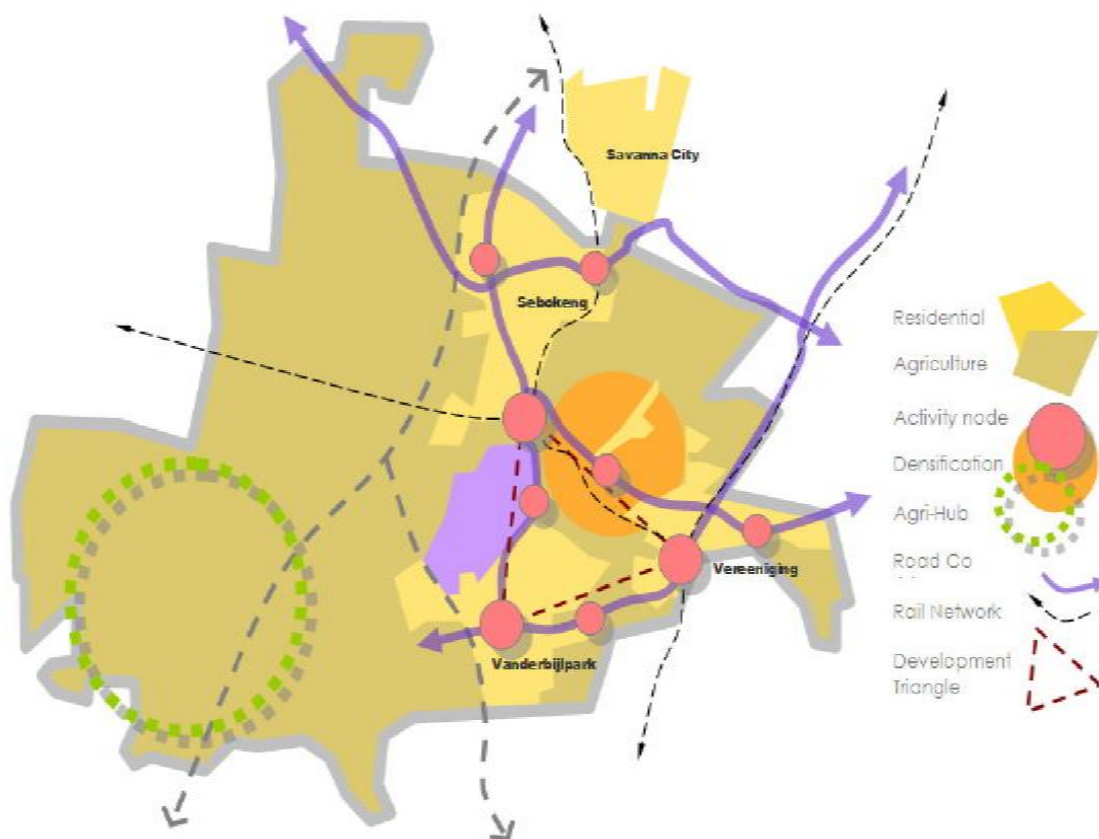 Savanna City
Sebokeng
Vereeniging
Vanderbijlpark
Residential
Agriculture
Activity node
Densification
Agri-Hub
Road Co
Rail Network
Development
Triangle